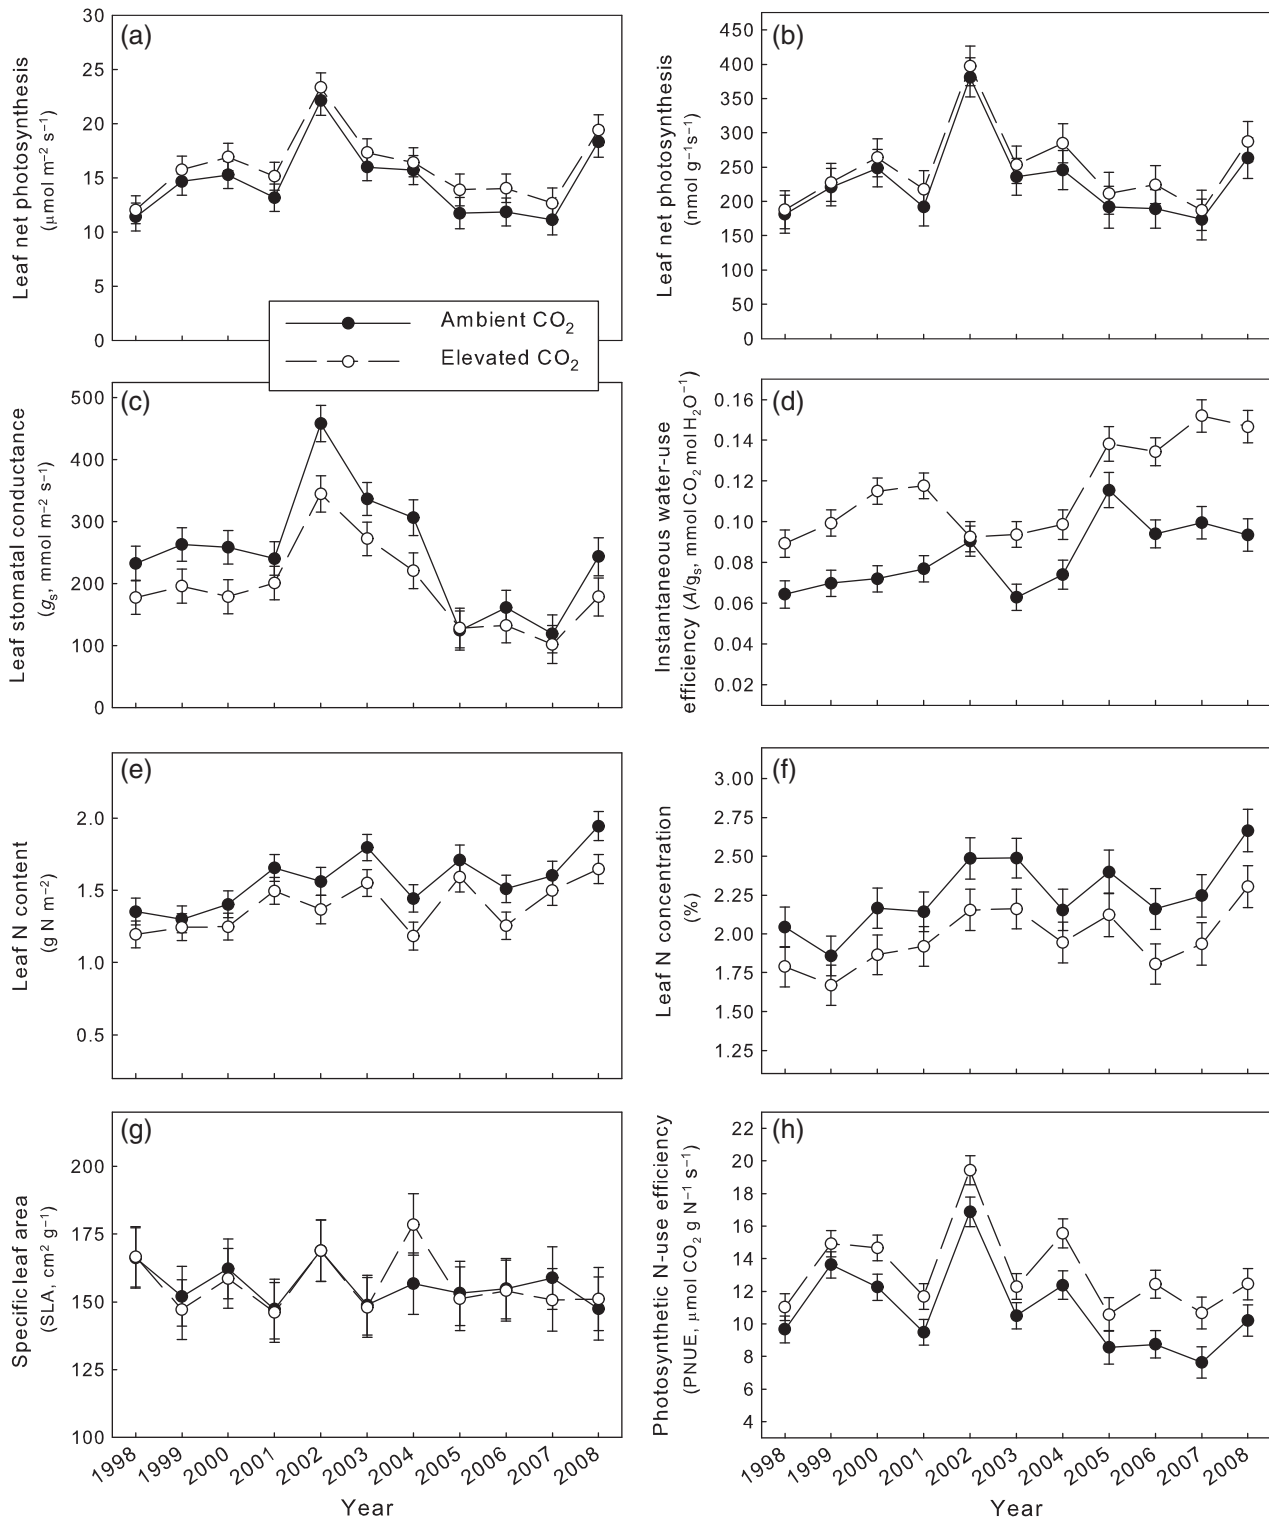 (a)
Leaf net photosynthesis
(μmol m⁻² s⁻¹)
30
25
20
15
10
5
0
(b)
Leaf net photosynthesis
(nmol g⁻¹s⁻¹)
450
400
350
300
250
200
150
100
50
0
Ambient CO₂
Elevated CO₂
(c)
Leaf stomatal conductance
(gₛ, mmol m⁻² s⁻¹)
500
400
300
200
100
0
(d)
Instantaneous water-use
efficiency (A/gₛ, mmol CO₂ mol H₂O⁻¹)
0.16
0.14
0.12
0.10
0.08
0.06
0.04
0.02
(e)
Leaf N content
(g N m⁻²)
2.0
1.5
1.0
0.5
(f)
Leaf N concentration
(%)
3.00
2.75
2.50
2.25
2.00
1.75
1.50
1.25
(g)
Specific leaf area
(SLA, cm² g⁻¹)
200
175
150
125
100
1998 1999 2000 2001 2002 2003 2004 2005 2006 2007 2008
Year
(h)
Photosynthetic N-use efficiency
(PNUE, μmol CO₂ g N⁻¹ s⁻¹)
22
20
18
16
14
12
10
8
6
4
1998 1999 2000 2001 2002 2003 2004 2005 2006 2007 2008
Year